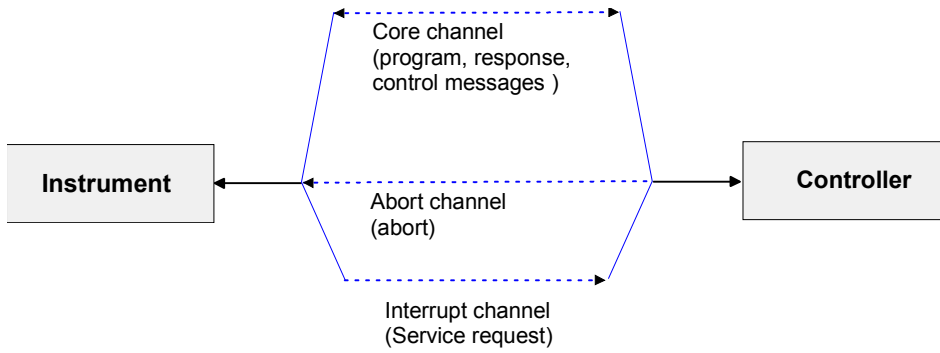 Core channel
(program, response,
control messages )
Instrument
Controller
Abort channel
(abort)
Interrupt channel
(Service request)